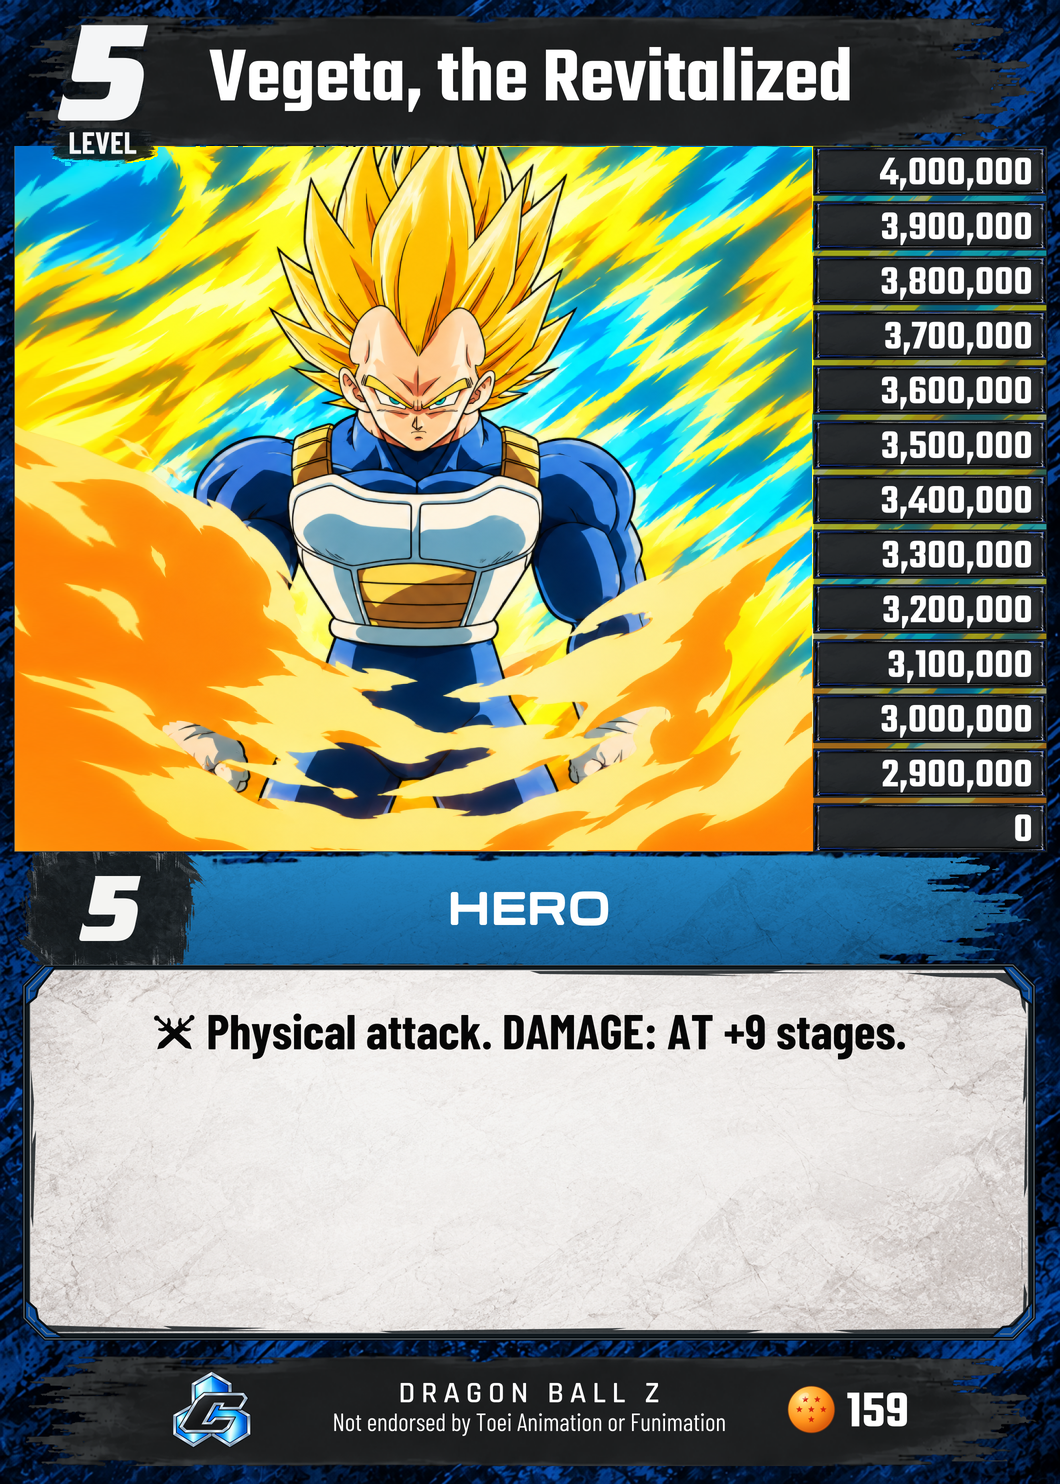 5
LEVEL
Vegeta, the Revitalized
4,000,000
3,900,000
3,800,000
3,700,000
3,600,000
3,500,000
3,400,000
3,300,000
3,200,000
3,100,000
3,000,000
2,900,000
0
5
HERO
Physical attack. DAMAGE: AT +9 stages.
DRAGON BALL Z
Not endorsed by Toei Animation or Funimation
159